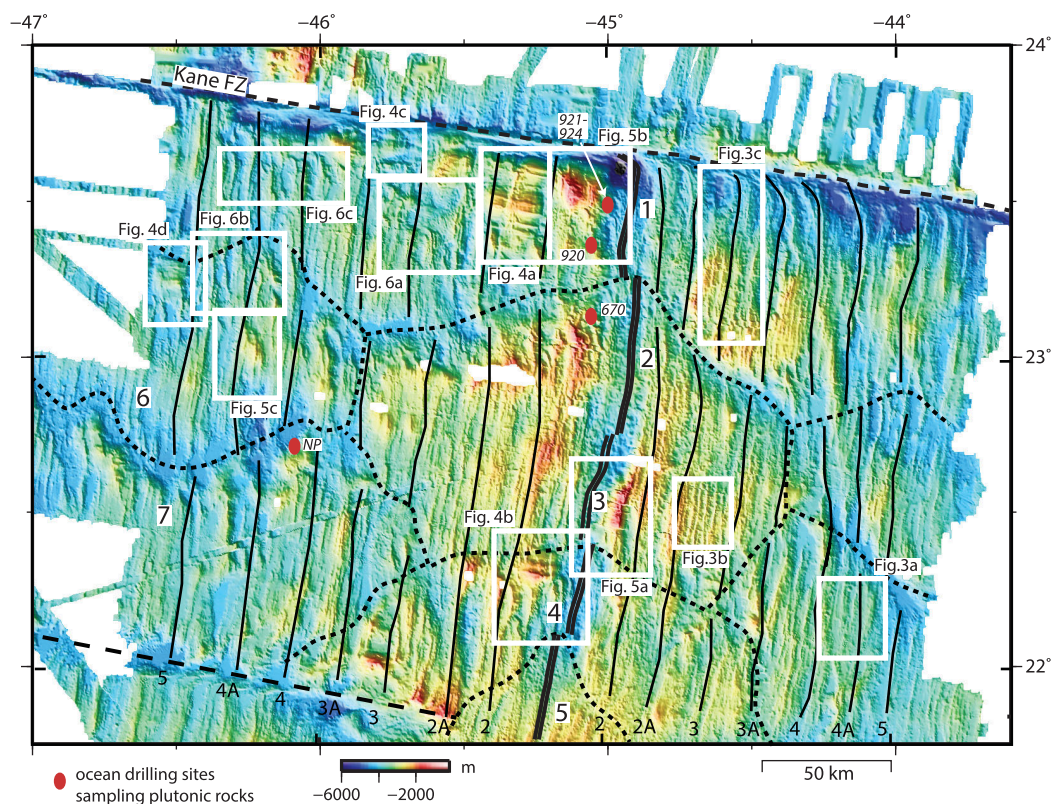 −47°
−46°
−45°
−44°
24°
Kane FZ
Fig. 4c
921-
924
Fig. 5b
Fig.3c
1
Fig. 6b
Fig. 6c
Fig. 4d
920
Fig. 6a
Fig. 4a
670
2
23°
6
Fig. 5c
NP
7
3
Fig. 4b
Fig.3b
Fig. 5a
Fig.3a
4
22°
5
4A
4
3A
3
2A
2
5
2
2A
3
3A
4
4A
5
ocean drilling sites
sampling plutonic rocks
m
−6000
−2000
50 km